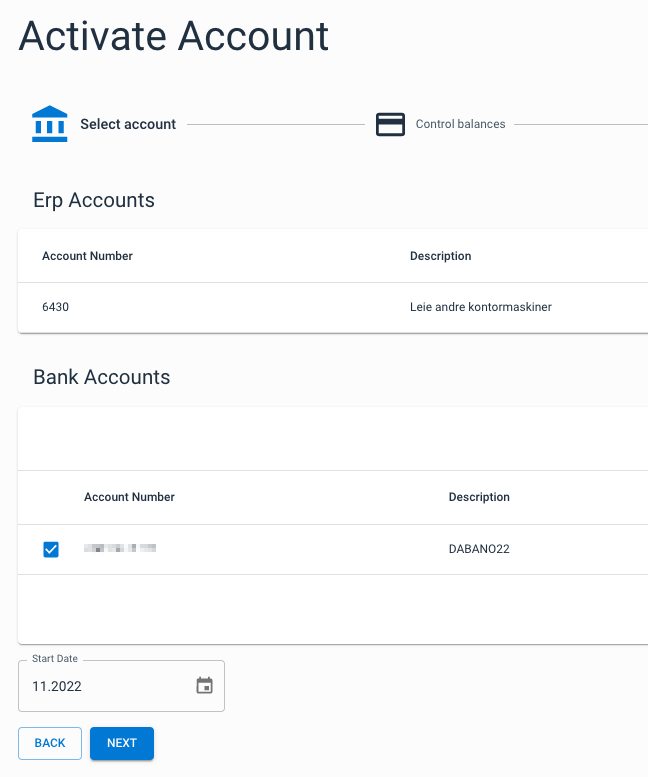 Activate Account
Select account
Control balances
Erp Accounts
Account Number Description
6430 Leie andre kontormaskiner
Bank Accounts
Account Number Description
DABANO22
Start Date
11.2022
BACK NEXT